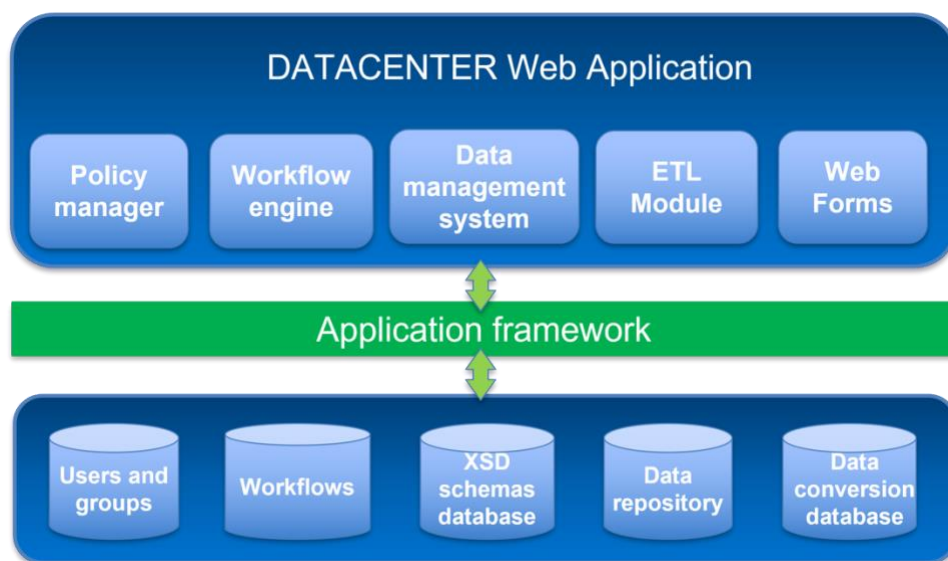 DATACENTER Web Application
Policy
manager
Workflow
engine
Data
management
system
ETL
Module
Web
Forms
Application framework
Users and
groups
Workflows
XSD
schemas
database
Data
repository
Data
conversion
database